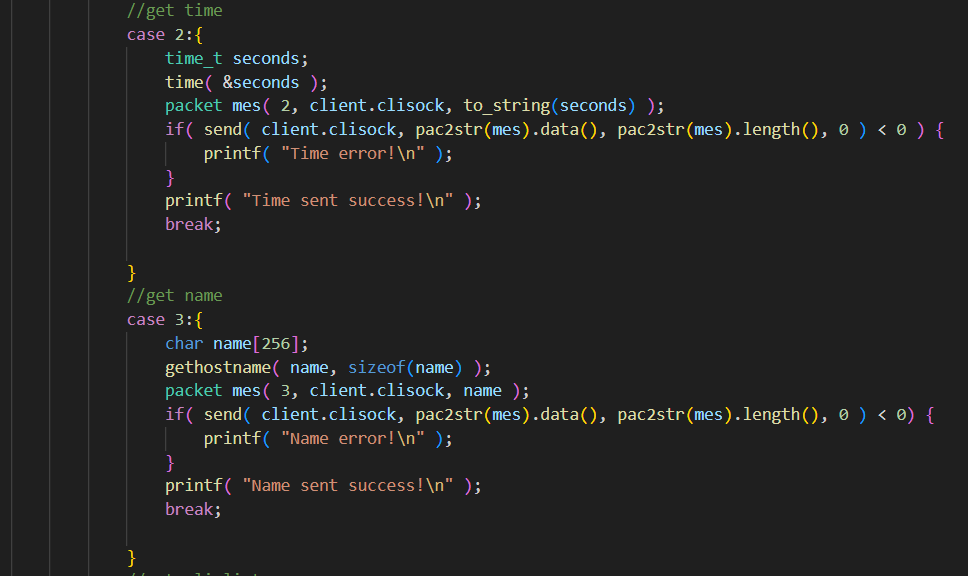 //get time
case 2:{
time_t seconds;
time( &seconds );
packet mes( 2, client.clisock, to_string(seconds) );
if( send( client.clisock, pac2str(mes).data(), pac2str(mes).length(), 0 ) < 0 ) {
printf( "Time error!\n" );
}
printf( "Time sent success!\n" );
break;
}
//get name
case 3:{
char name[256];
gethostname( name, sizeof(name) );
packet mes( 3, client.clisock, name );
if( send( client.clisock, pac2str(mes).data(), pac2str(mes).length(), 0 ) < 0) {
printf( "Name error!\n" );
}
printf( "Name sent success!\n" );
break;
}